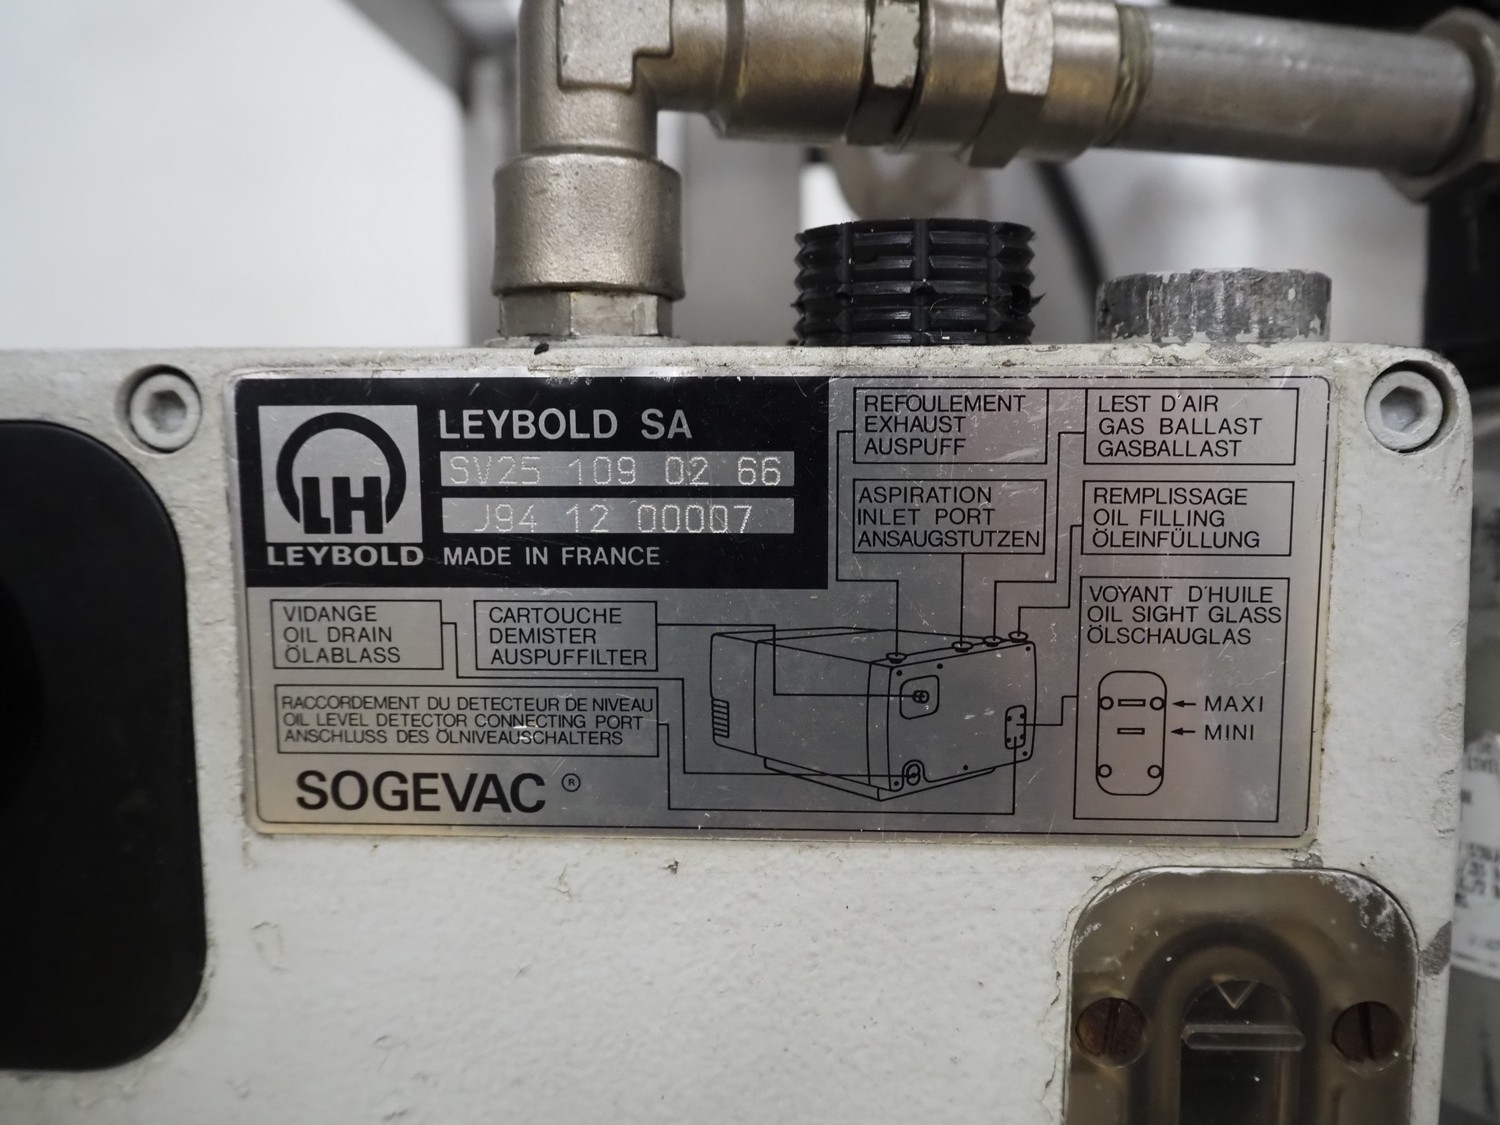 LH
LEYBOLD
LEYBOLD SA
SV25 109 02 66
J94 12 00007
MADE IN FRANCE
REFOULEMENT
EXHAUST
AUSPUFF
LEST D'AIR
GAS BALLAST
GASBALLAST
ASPIRATION
INLET PORT
ANSAUGSTUTZEN
REMPLISSAGE
OIL FILLING
ÖLEINFÜLLUNG
VIDANGE
OIL DRAIN
ÖLABLASS
CARTOUCHE
DEMISTER
AUSPUFFILTER
VOYANT D'HUILE
OIL SIGHT GLASS
ÖLSCHAUGLAS
MAXI
MINI
RACCORDEMENT DU DETECTEUR DE NIVEAU
OIL LEVEL DETECTOR CONNECTING PORT
ANSCHLUSS DES ÖLNIVEAUSCHALTERS
SOGEVAC ®